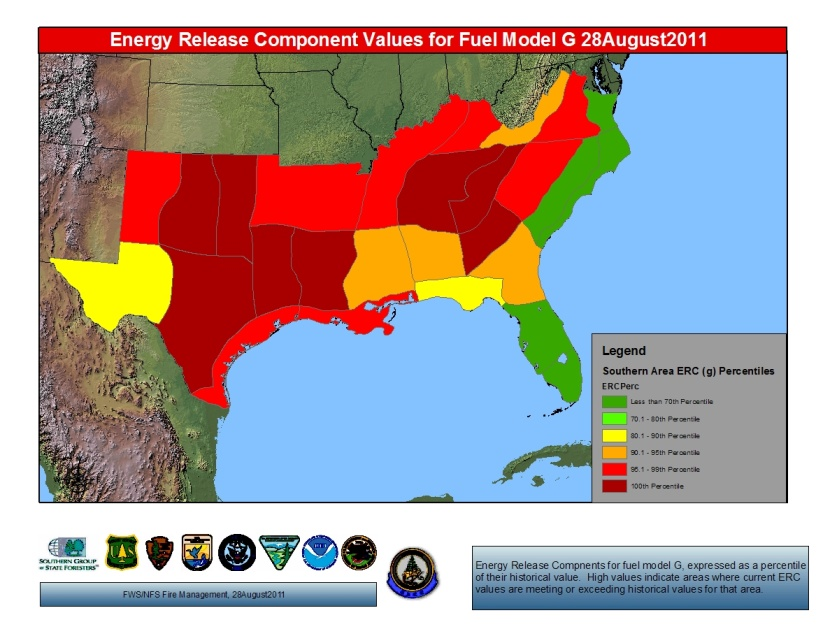 Energy Release Component Values for Fuel Model G 28August2011
Legend
Southern Area ERC (g) Percentiles
ERCPerc
Less than 70th Percentile
70.1 - 80th Percentile
80.1 - 90th Percentile
90.1 - 95th Percentile
95.1 - 99th Percentile
100th Percentile
SOUTHERN GROUP
OF STATE FORESTERS
FWS/NFS Fire Management, 28August2011
Energy Release Compnents for fuel model G, expressed as a percentile
of their historical value. High values indicate areas where current ERC
values are meeting or exceeding historical values for that area.